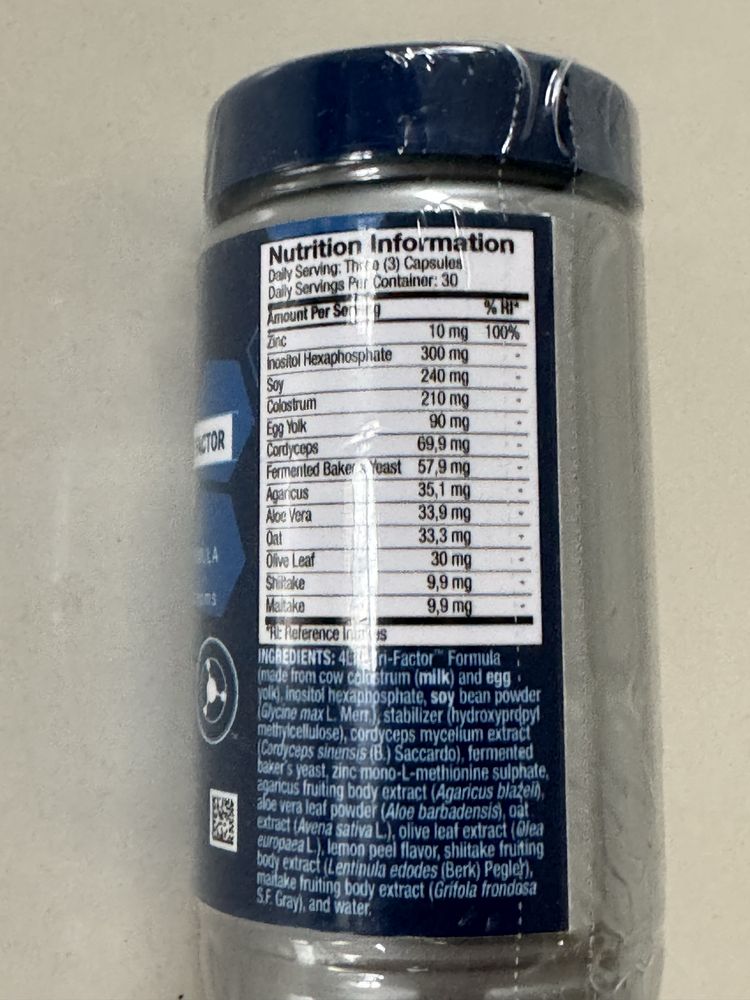 Nutrition Information
Daily Serving: Three (3) Capsules
Daily Servings Per Container: 30
Amount Per Serving % RI*
Zinc 10 mg 100%
Inositol Hexaphosphate 300 mg -
Soy 240 mg -
Colostrum 210 mg -
Egg Yolk 90 mg -
Cordyceps 69,9 mg -
Fermented Baker's Yeast 57,9 mg -
Agaricus 35,1 mg -
Aloe Vera 33,9 mg -
Oat 33,3 mg -
Olive Leaf 30 mg -
Shiitake 9,9 mg -
Maitake 9,9 mg -
*RI: Reference Intakes
INGREDIENTS: Tri-Factor™ Formula
(made from cow colostrum (milk) and egg
yolk), inositol hexaphosphate, soy bean powder
(Glycine max L. Merr.), stabilizer (hydroxypropyl
methylcellulose), cordyceps mycelium extract
(Cordyceps sinensis (B.) Saccardo), fermented
baker's yeast, zinc mono-L-methionine sulphate,
agaricus fruiting body extract (Agaricus blazeii),
aloe vera leaf powder (Aloe barbadensis), oat
extract (Avena sativa L.), olive leaf extract (Olea
europaea L.), lemon peel flavor, shiitake fruiting
body extract (Lentinula edodes (Berk) Pegler),
maitake fruiting body extract (Grifola frondosa
S.F. Gray), and water.